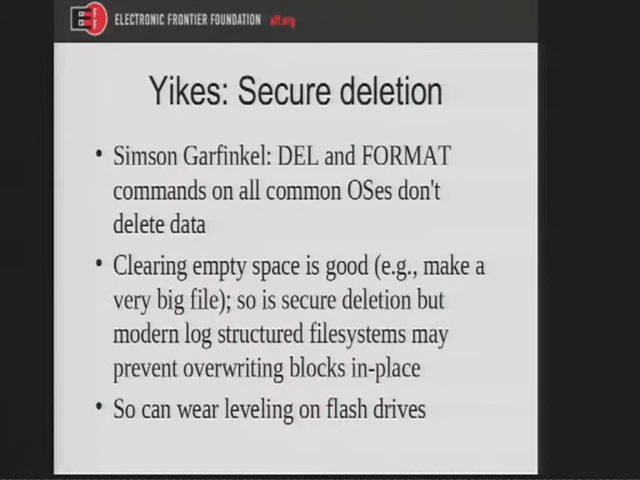 ELECTRONIC FRONTIER FOUNDATION eff.org
Yikes: Secure deletion
• Simson Garfinkel: DEL and FORMAT
commands on all common OSes don't
delete data
• Clearing empty space is good (e.g., make a
very big file); so is secure deletion but
modern log structured filesystems may
prevent overwriting blocks in-place
• So can wear leveling on flash drives